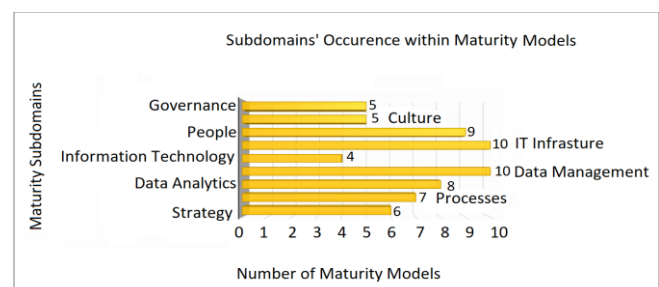 Subdomains' Occurence within Maturity Models
Maturity Subdomains
Governance 5
5 Culture
People 9
10 IT Infrasture
Information Technology 4
10 Data Management
Data Analytics 8
7 Processes
Strategy 6
0 1 2 3 4 5 6 7 8 9 10
Number of Maturity Models